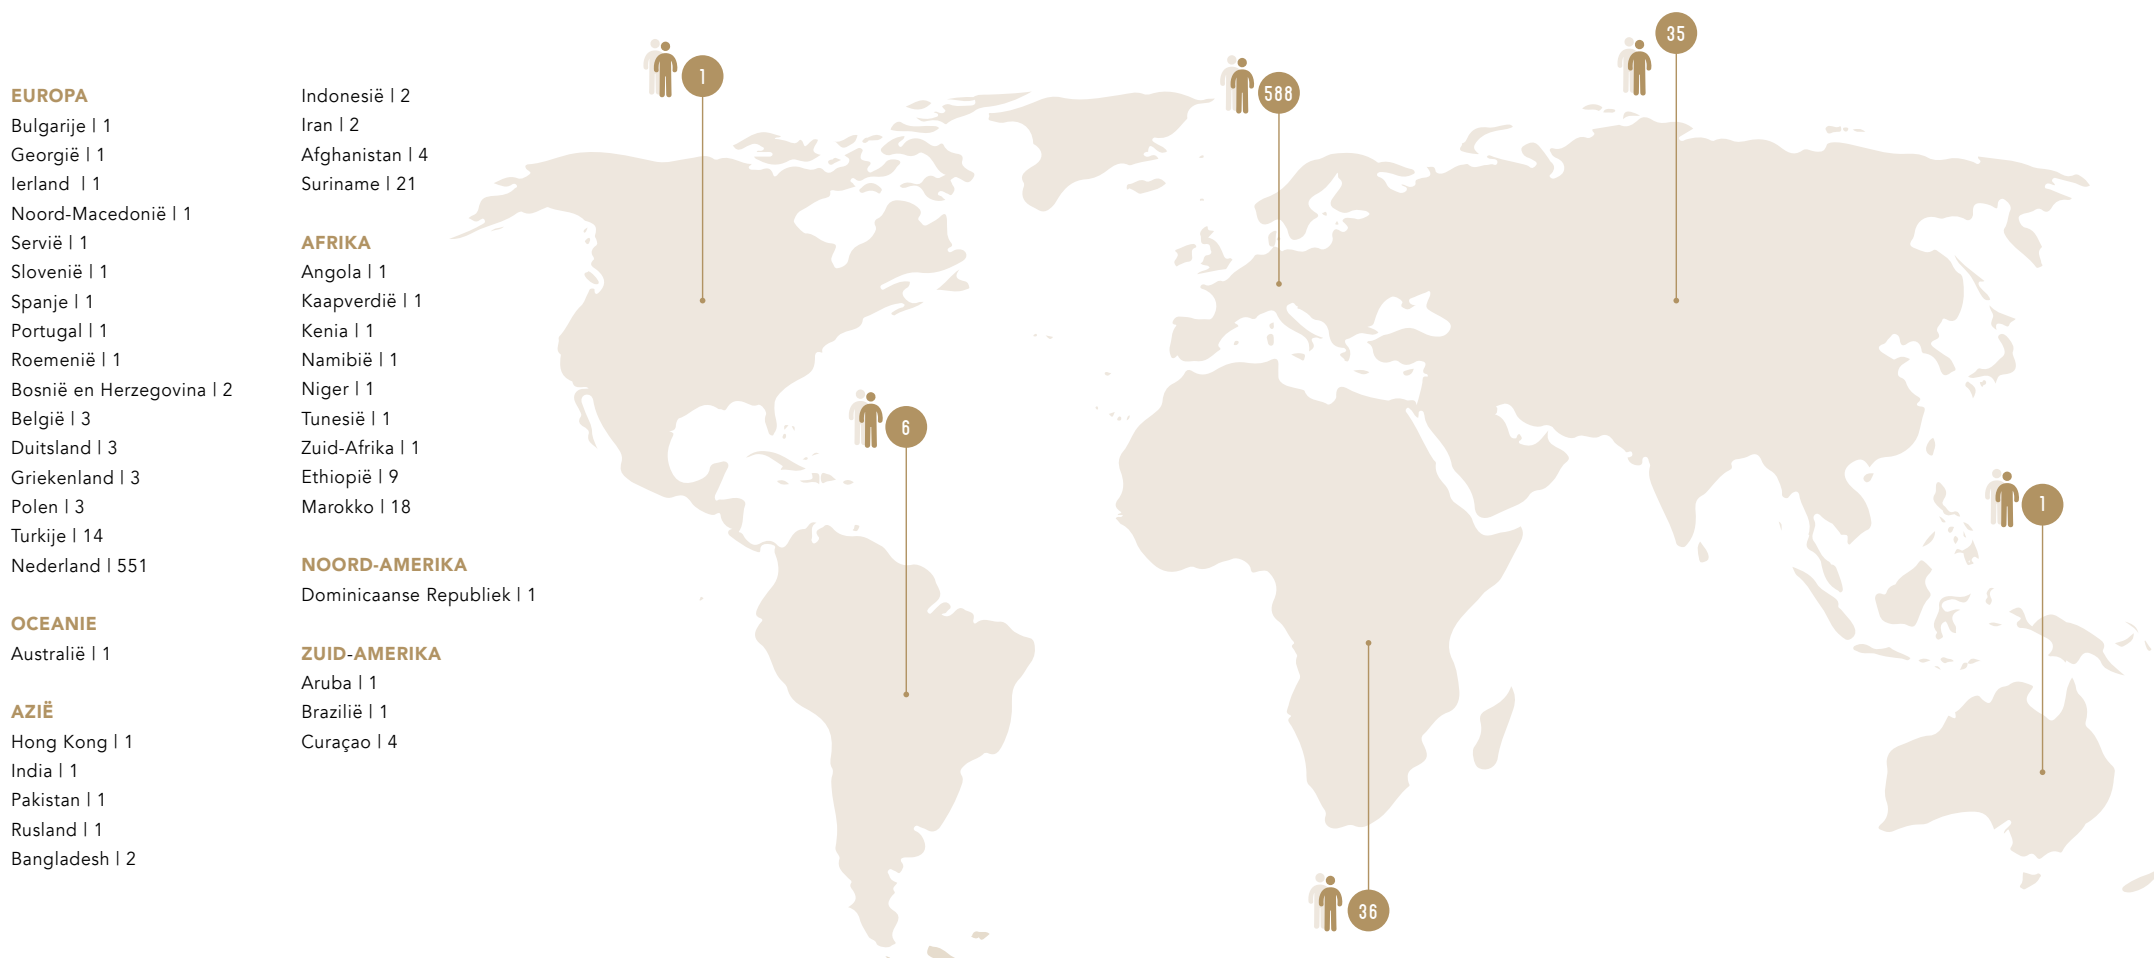 EUROPA
Bulgarije | 1
Georgië | 1
Ierland | 1
Noord-Macedonië | 1
Servië | 1
Slovenië | 1
Spanje | 1
Portugal | 1
Roemenië | 1
Bosnië en Herzegovina | 2
België | 3
Duitsland | 3
Griekenland | 3
Polen | 3
Turkije | 14
Nederland | 551
OCEANIE
Australië | 1
AZIË
Hong Kong | 1
India | 1
Pakistan | 1
Rusland | 1
Bangladesh | 2
Indonesië | 2
Iran | 2
Afghanistan | 4
Suriname | 21
AFRIKA
Angola | 1
Kaapverdië | 1
Kenia | 1
Namibië | 1
Niger | 1
Tunesië | 1
Zuid-Afrika | 1
Ethiopië | 9
Marokko | 18
NOORD-AMERIKA
Dominicaanse Republiek | 1
ZUID-AMERIKA
Aruba | 1
Brazilië | 1
Curaçao | 4
1
588
35
6
1
36